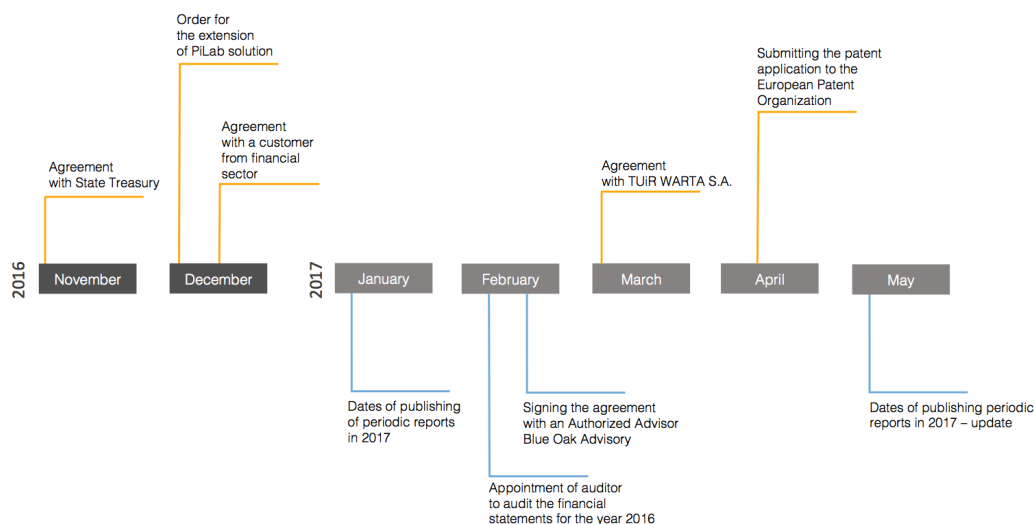 Order for
the extension
of PiLab solution
Submitting the patent
application to the
European Patent
Organization
Agreement
with a customer
from financial
sector
Agreement
with State Treasury
Agreement
with TUiR WARTA S.A.
2016
November
December
2017
January
February
March
April
May
Dates of publishing
of periodic reports
in 2017
Signing the agreement
with an Authorized Advisor
Blue Oak Advisory
Dates of publishing periodic
reports in 2017 – update
Appointment of auditor
to audit the financial
statements for the year 2016